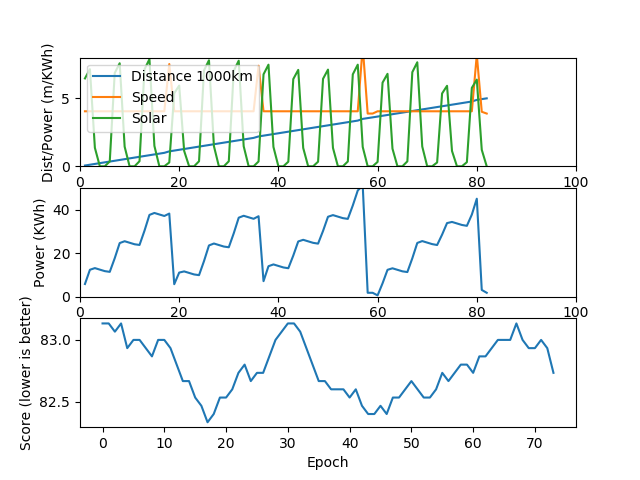 Dist/Power (m/KWh)
5
0
Distance 1000km
Speed
Solar
0 20 40 60 80 100
Power (KWh)
40
20
0
0 20 40 60 80 100
Score (lower is better)
83.0
82.5
0 10 20 30 40 50 60 70
Epoch